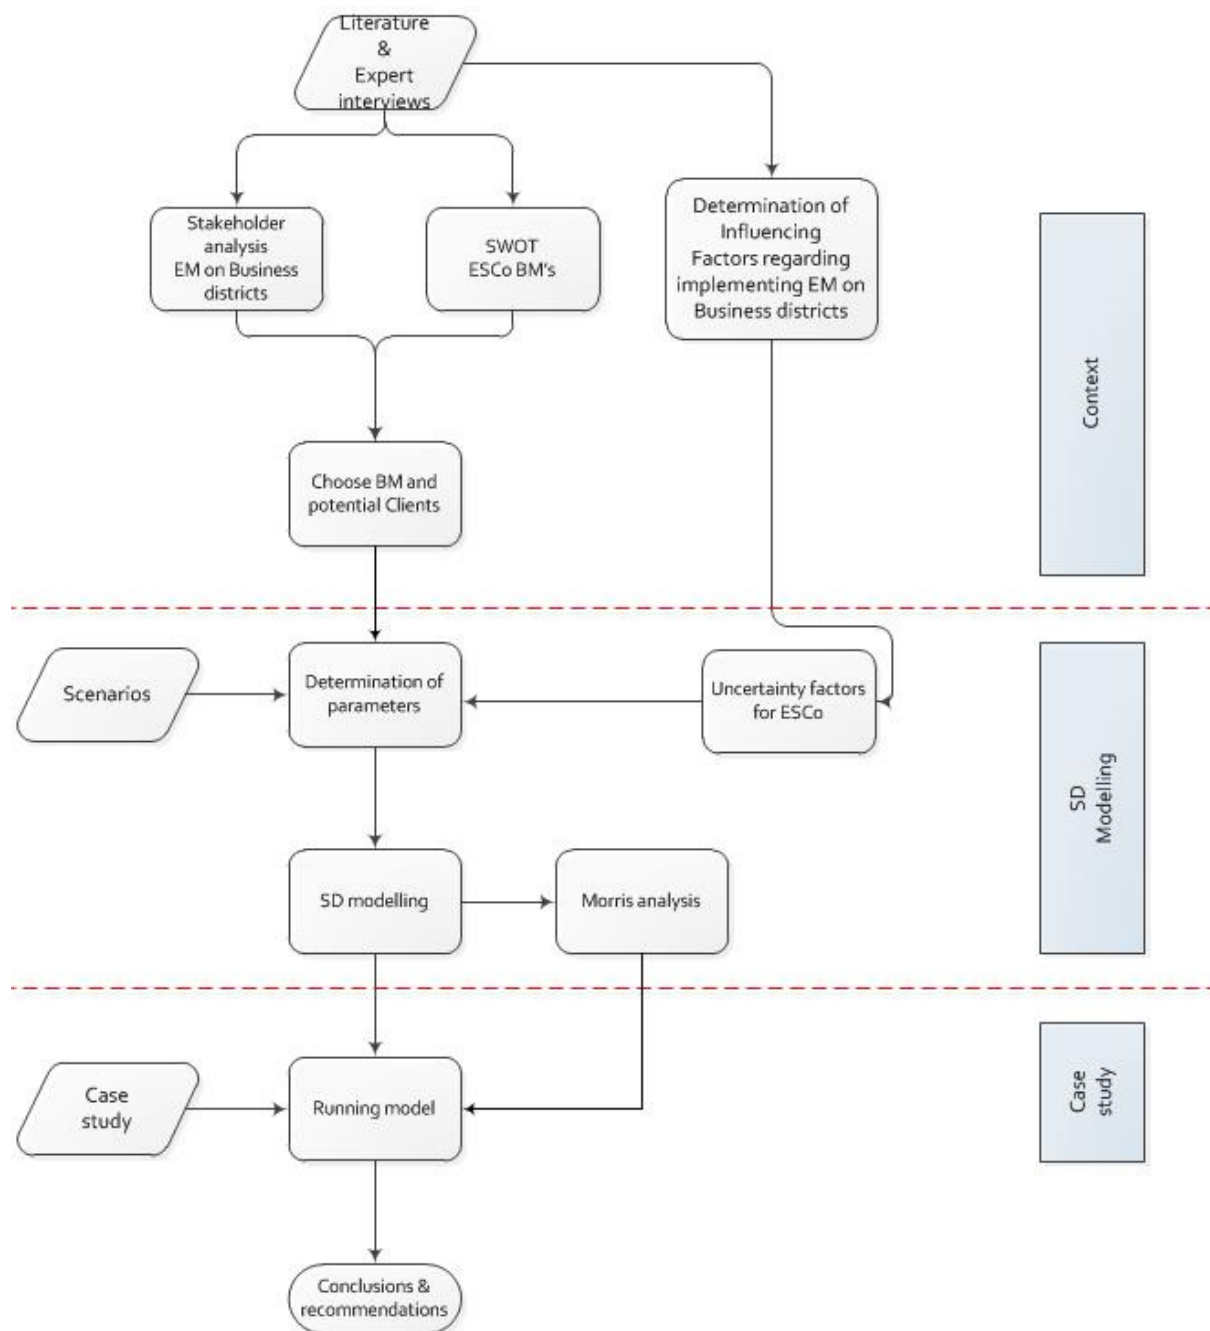 Literature
&
Expert
interviews
Stakeholder
analysis
EM on Business
districts
SWOT
ESCo BM's
Determination of
Influencing
Factors regarding
implementing EM on
Business districts
Context
Choose BM and
potential Clients
Scenarios
Determination of
parameters
Uncertainty factors
for ESCo
SD
Modelling
SD modelling
Morris analysis
Case
study
Running model
Case
study
Conclusions &
recommendations